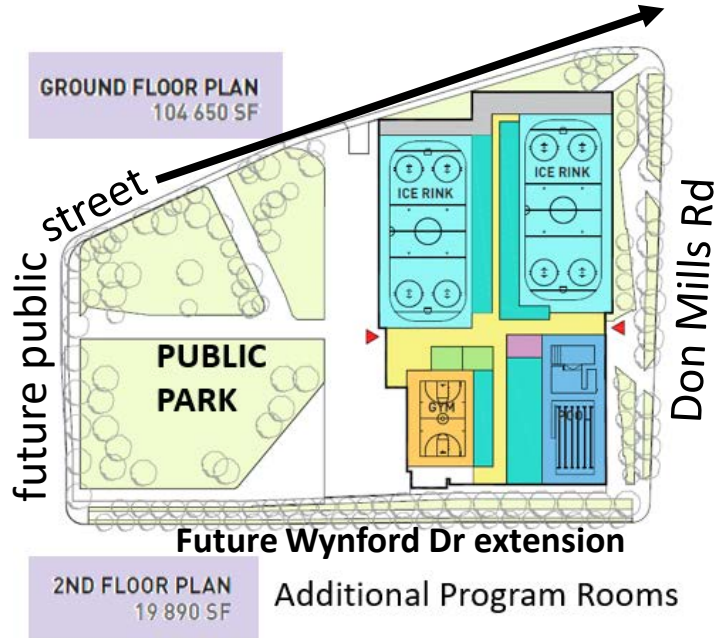 GROUND FLOOR PLAN
104 650 SF
future public street
ICE RINK
ICE RINK
Don Mills Rd
PUBLIC
PARK
GYM
POOL
Future Wynford Dr extension
2ND FLOOR PLAN
19 890 SF
Additional Program Rooms